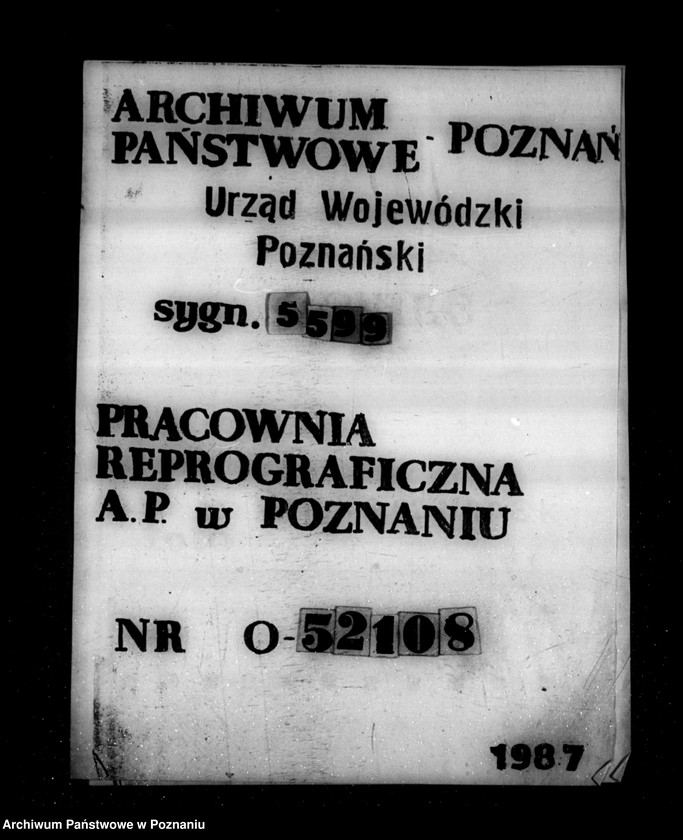 ARCHIWUM
PAŃSTWOWE - POZNAŃ
Urząd Wojewódzki
Poznański
sygn. 5599
PRACOWNIA
REPROGRAFICZNA
A.P. w POZNANIU
NR O-52108
1987
Archiwum Państwowe w Poznaniu